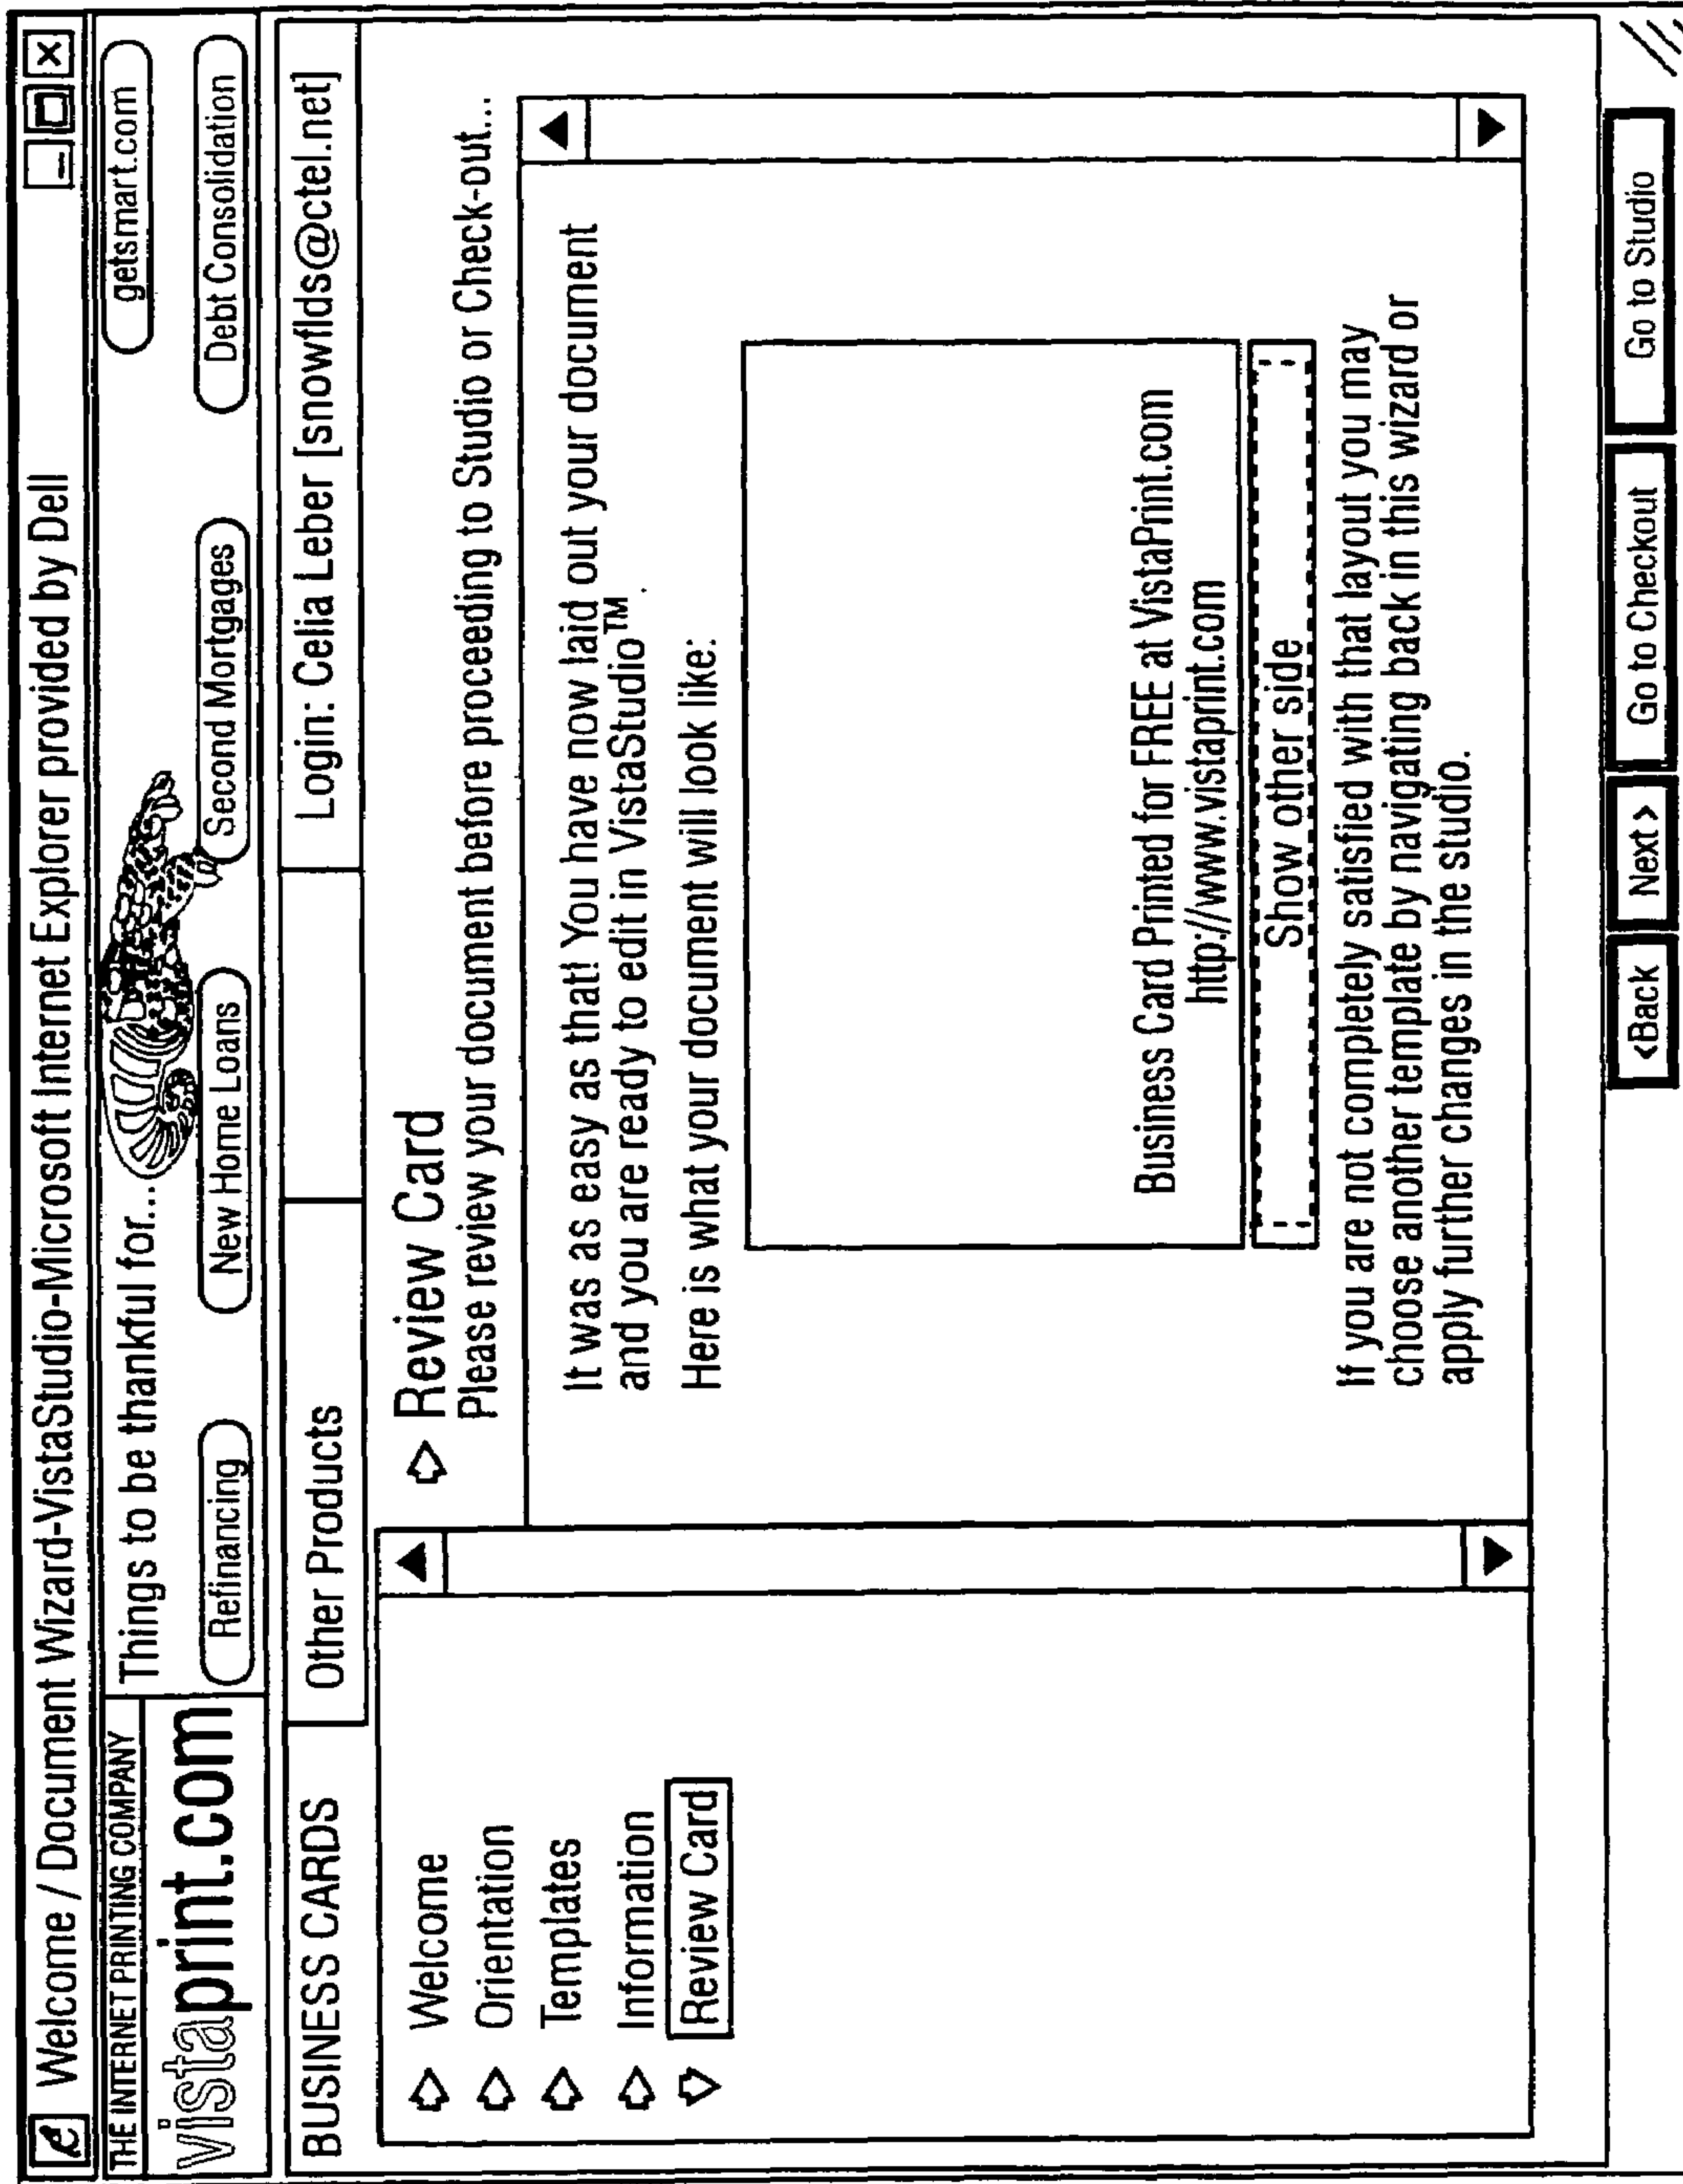 Welcome / Document Wizard-VistaStudio-Microsoft Internet Explorer provided by Dell
THE INTERNET PRINTING COMPANY
vistaprint.com
Things to be thankful for...
getsmart.com
Refinancing
New Home Loans
Second Mortgages
Debt Consolidation
BUSINESS CARDS
Other Products
Login: Celia Leber [snowflds@ctel.net]
Welcome
Orientation
Templates
Information
Review Card
Review Card
Please review your document before proceeding to Studio or Check-out...
It was as easy as that! You have now laid out your document
and you are ready to edit in VistaStudio™.
Here is what your document will look like:
Business Card Printed for FREE at VistaPrint.com
http://www.vistaprint.com
Show other side
If you are not completely satisfied with that layout you may
choose another template by navigating back in this wizard or
apply further changes in the studio.
<Back
Next>
Go to Checkout
Go to Studio